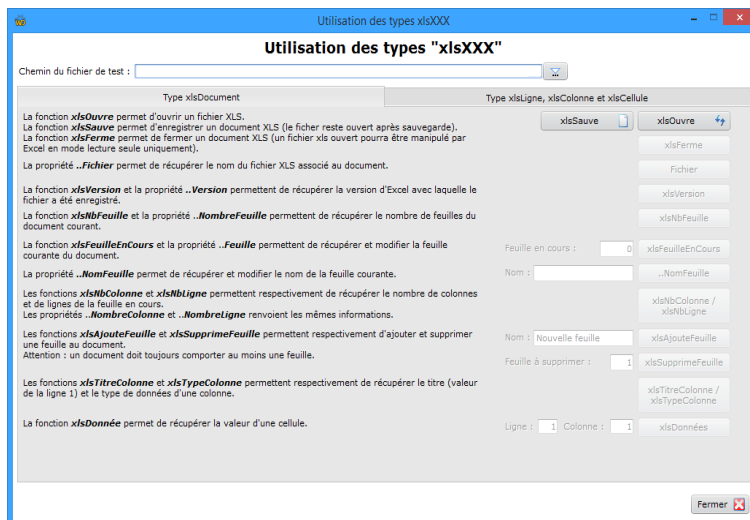 Utilisation des types xlsXXX
Utilisation des types "xlsXXX"
Chemin du fichier de test :
Type xlsDocument
Type xlsLigne, xlsColonne et xlsCellule
La fonction xlsOuvre permet d'ouvrir un fichier XLS.
La fonction xlsSauve permet d'enregistrer un document XLS (le ficher reste ouvert après sauvegarde).
La fonction xlsFerme permet de fermer un document XLS (un fichier xls ouvert pourra être manipulé par
Excel en mode lecture seule uniquement).
xlsSauve
xlsOuvre
xlsFerme
La propriété ..Fichier permet de récupérer le nom du fichier XLS associé au document.
Fichier
La fonction xlsVersion et la propriété ..Version permettent de récupérer la version d'Excel avec laquelle le
fichier a été enregistré.
xlsVersion
La fonction xlsNbFeuille et la propriété ..NombreFeuille permettent de récupérer le nombre de feuilles du
document courant.
xlsNbFeuille
La fonction xlsFeuilleEnCours et la propriété ..Feuille permettent de récupérer et modifier la feuille
courante du document.
Feuille en cours : 0
xlsFeuilleEnCours
La propriété ..NomFeuille permet de récupérer et modifier le nom de la feuille courante.
Nom :
..NomFeuille
Les fonctions xlsNbColonne et xlsNbLigne permettent respectivement de récupérer le nombre de colonnes
et de lignes de la feuille en cours.
Les propriétés ..NombreColonne et ..NombreLigne renvoient les mêmes informations.
xlsNbColonne /
xlsNbLigne
Les fonctions xlsAjouteFeuille et xlsSupprimeFeuille permettent respectivement d'ajouter et supprimer
une feuille au document.
Attention : un document doit toujours comporter au moins une feuille.
Nom : Nouvelle feuille
xlsAjouteFeuille
Feuille à supprimer : 1
xlsSupprimeFeuille
Les fonctions xlsTitreColonne et xlsTypeColonne permettent respectivement de récupérer le titre (valeur
de la ligne 1) et le type de données d'une colonne.
xlsTitreColonne /
xlsTypeColonne
La fonction xlsDonnée permet de récupérer la valeur d'une cellule.
Ligne : 1 Colonne : 1
xlsDonnées
Fermer